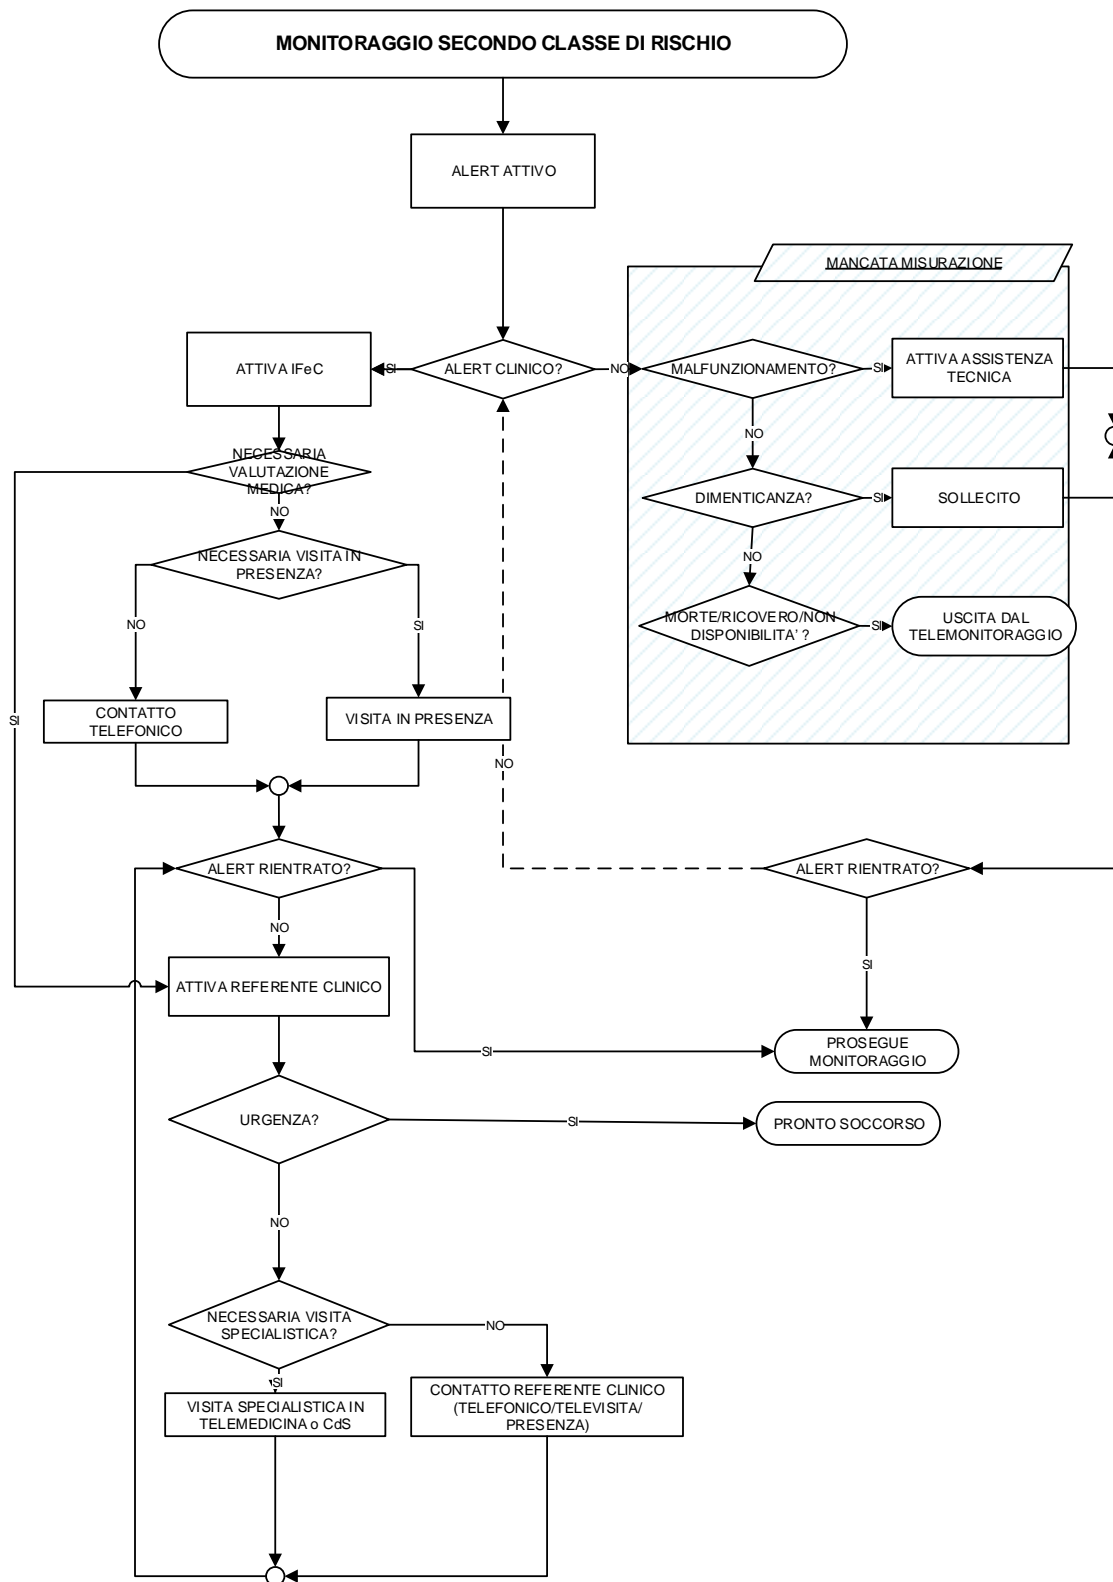 MONITORAGGIO SECONDO CLASSE DI RISCHIO
ALERT ATTIVO
MANCATA MISURAZIONE
ATTIVA IFeC
SI
ALERT CLINICO?
NO
MALFUNZIONAMENTO?
SI
ATTIVA ASSISTENZA
TECNICA
NO
NECESSARIA
VALUTAZIONE
MEDICA?
DIMENTICANZA?
SI
SOLLECITO
NO
NECESSARIA VISITA IN
PRESENZA?
NO
NO
SI
MORTE/RICOVERO/NON
DISPONIBILITA' ?
SI
USCITA DAL
TELEMONITORAGGIO
SI
CONTATTO
TELEFONICO
VISITA IN PRESENZA
NO
ALERT RIENTRATO?
ALERT RIENTRATO?
NO
SI
ATTIVA REFERENTE CLINICO
SI
PROSEGUE
MONITORAGGIO
URGENZA?
SI
PRONTO SOCCORSO
NO
NECESSARIA VISITA
SPECIALISTICA?
NO
SI
VISITA SPECIALISTICA IN
TELEMEDICINA o CdS
CONTATTO REFERENTE CLINICO
(TELEFONICO/TELEVISITA/
PRESENZA)